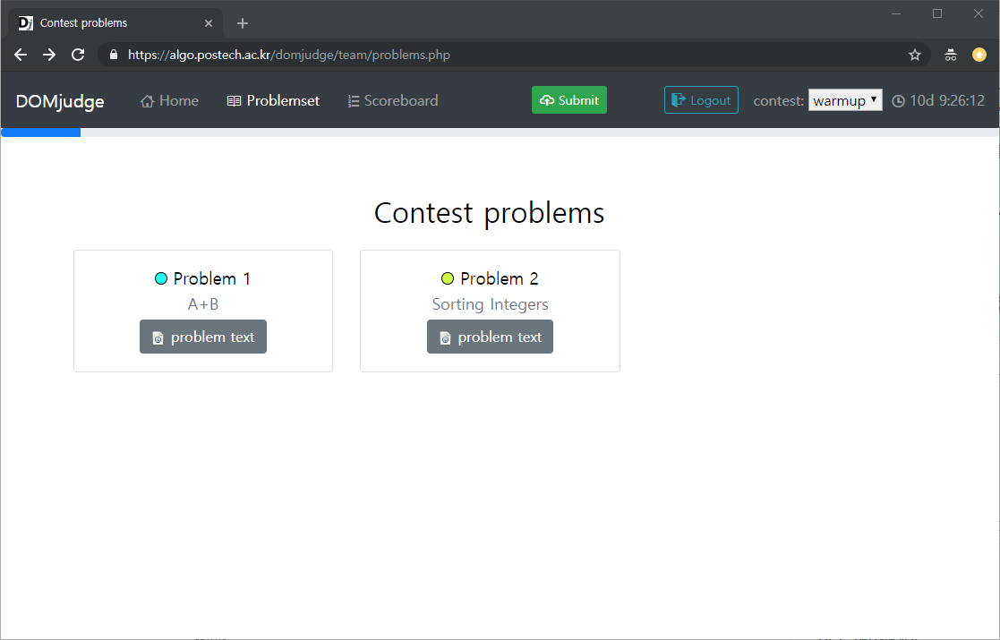 Contest problems
https://algo.postech.ac.kr/domjudge/team/problems.php
DOMjudge Home Problemset Scoreboard Submit Logout contest: warmup 10d 9:26:12
Contest problems
Problem 1
A+B
problem text
Problem 2
Sorting Integers
problem text